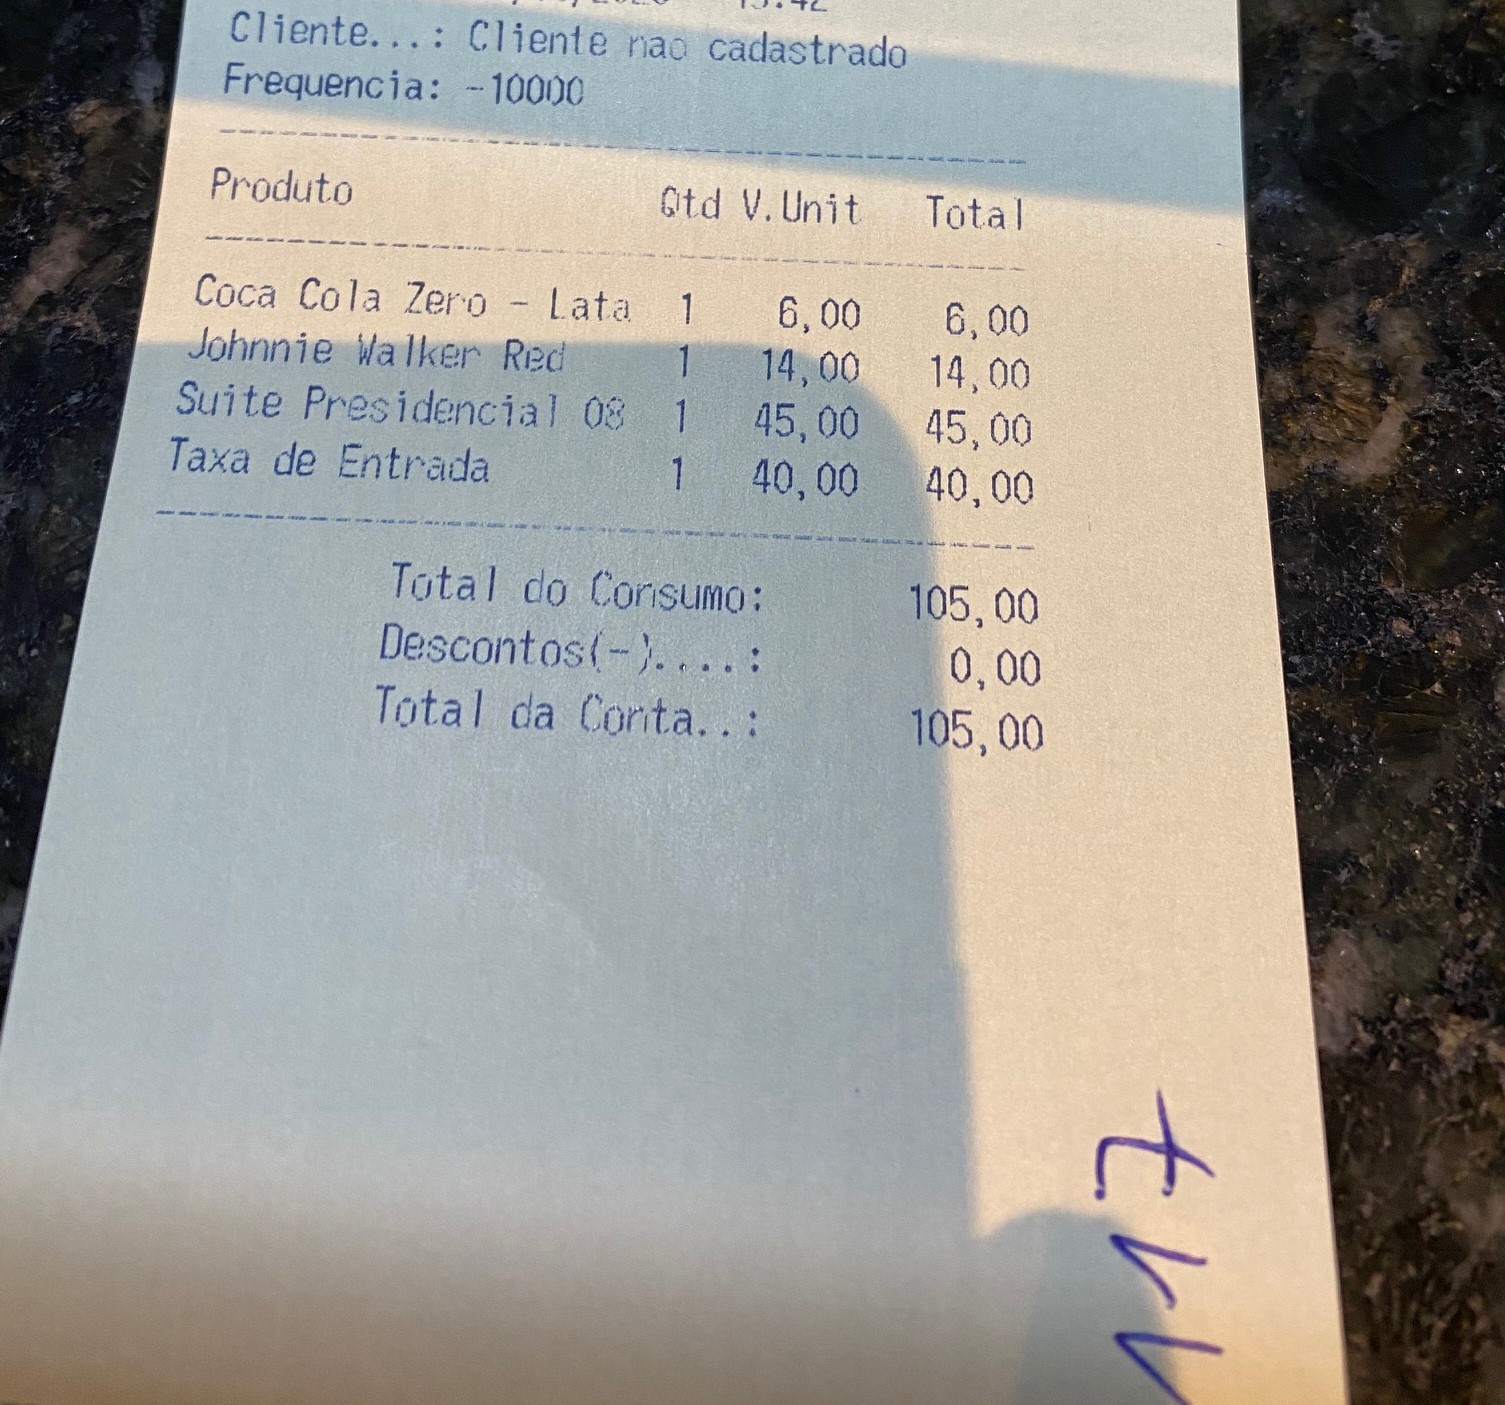 Cliente...: Cliente nao cadastrado
Frequencia: -10000
Produto Qtd V.Unit Total
Coca Cola Zero - Lata 1 6,00 6,00
Johnnie Walker Red 1 14,00 14,00
Suite Presidencial 08 1 45,00 45,00
Taxa de Entrada 1 40,00 40,00
Total do Consumo: 105,00
Descontos(-)....: 0,00
Total da Conta..: 105,00